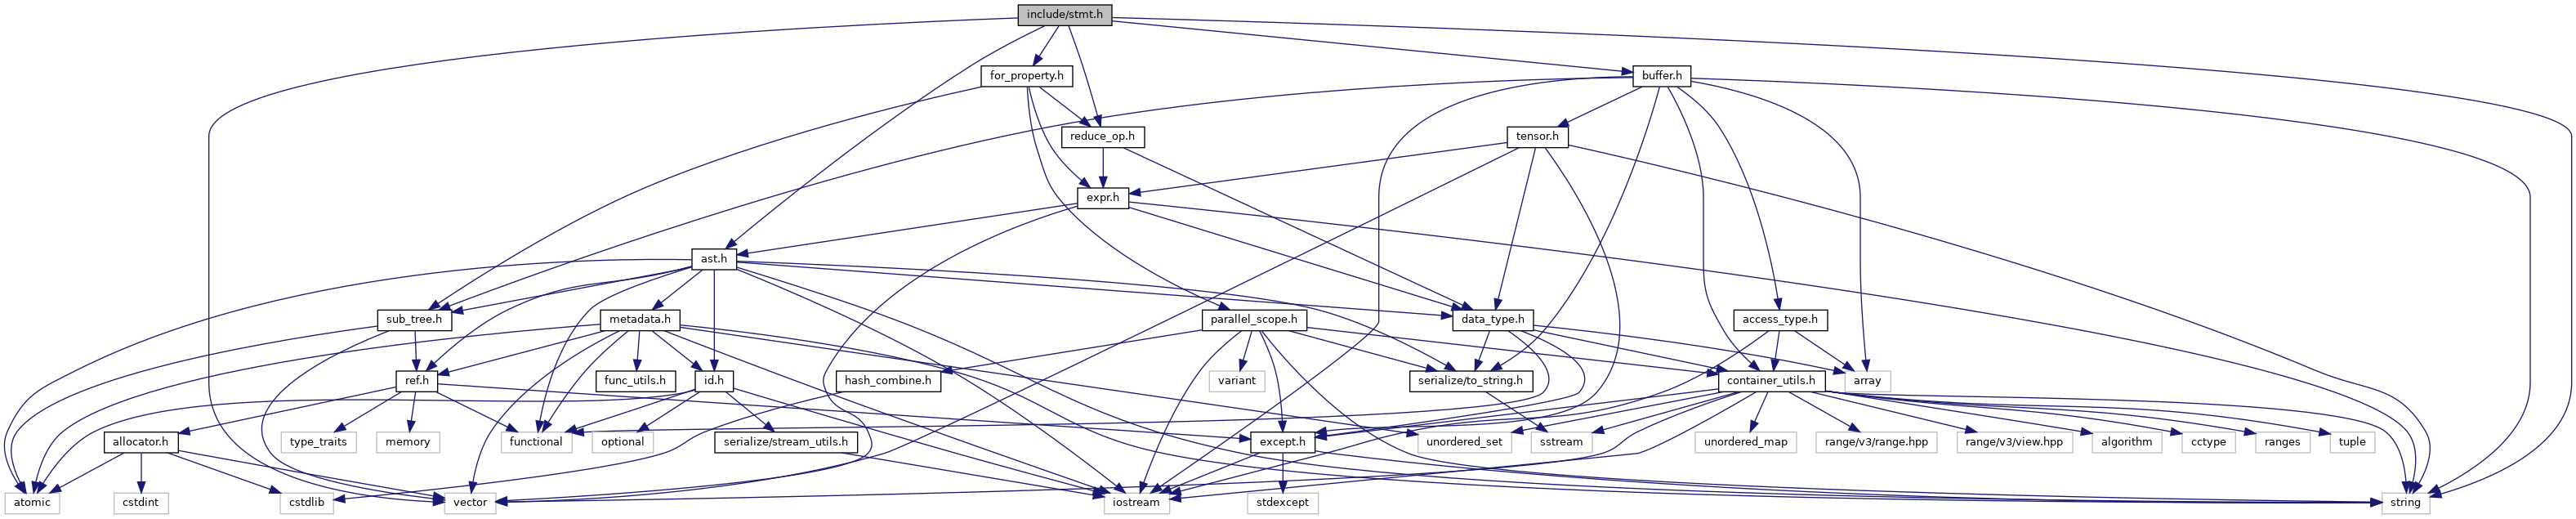 include/stmt.h
for_property.h
buffer.h
reduce_op.h
tensor.h
expr.h
ast.h
sub_tree.h
metadata.h
parallel_scope.h
data_type.h
access_type.h
ref.h
func_utils.h
id.h
hash_combine.h
variant
serialize/to_string.h
container_utils.h
array
allocator.h
type_traits
memory
functional
optional
serialize/stream_utils.h
except.h
unordered_set
sstream
unordered_map
range/v3/range.hpp
range/v3/view.hpp
algorithm
cctype
ranges
tuple
atomic
cstdint
cstdlib
vector
iostream
stdexcept
string